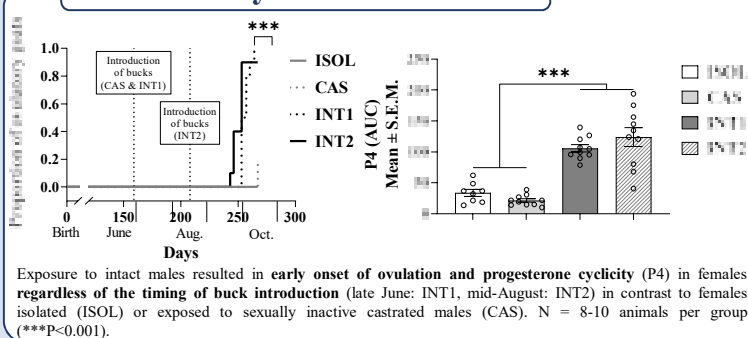 ***
1.0
0.8
0.6
0.4
0.2
0.0
Introduction
of bucks
(CAS & INT1)
Introduction
of bucks
(INT2)
0 150 200 250 300
Birth June Aug. Oct.
Days
ISOL
CAS
INT1
INT2
P4 (AUC)
Mean ± S.E.M.
***
ISOL
CAS
INT1
INT2
Exposure to intact males resulted in early onset of ovulation and progesterone cyclicity (P4) in females
regardless of the timing of buck introduction (late June: INT1, mid-August: INT2) in contrast to females
isolated (ISOL) or exposed to sexually inactive castrated males (CAS). N = 8-10 animals per group
(***P<0.001).